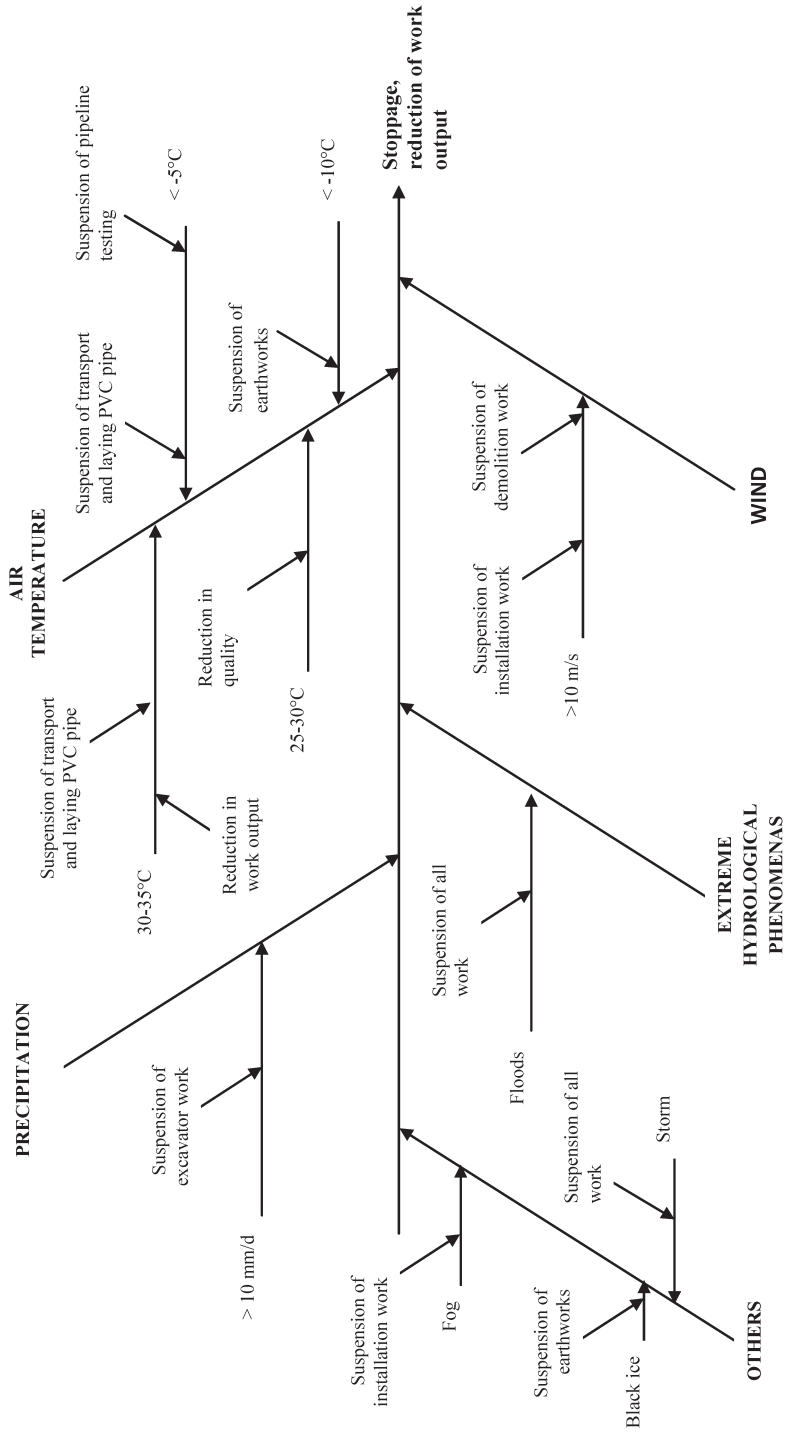 PRECIPITATION
AIR
TEMPERATURE
Suspension of transport
and laying PVC pipe
Suspension of transport
and laying PVC pipe
Suspension of pipeline
testing
30-35°C
< -5°C
Reduction in
work output
Suspension of
excavator work
Reduction in
quality
Suspension of
earthworks
> 10 mm/d
25-30°C
< -10°C
Stoppage,
reduction of work
output
Suspension of
installation work
Fog
Suspension of all
work
Floods
Suspension of
installation work
Suspension of
demolition work
>10 m/s
Suspension of
earthworks
Black ice
Suspension of all
work
Storm
OTHERS
EXTREME
HYDROLOGICAL
PHENOMENAS
WIND